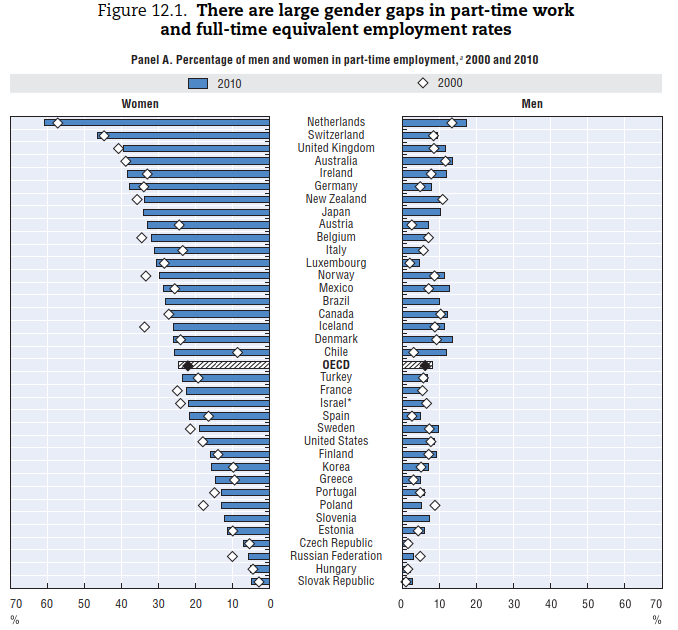 Figure 12.1. There are large gender gaps in part-time work
and full-time equivalent employment rates
Panel A. Percentage of men and women in part-time employment,ᵃ 2000 and 2010
2010 2000
Women Men
Netherlands
Switzerland
United Kingdom
Australia
Ireland
Germany
New Zealand
Japan
Austria
Belgium
Italy
Luxembourg
Norway
Mexico
Brazil
Canada
Iceland
Denmark
Chile
OECD
Turkey
France
Israel*
Spain
Sweden
United States
Finland
Korea
Greece
Portugal
Poland
Slovenia
Estonia
Czech Republic
Russian Federation
Hungary
Slovak Republic
70 60 50 40 30 20 10 0 0 10 20 30 40 50 60 70
% %